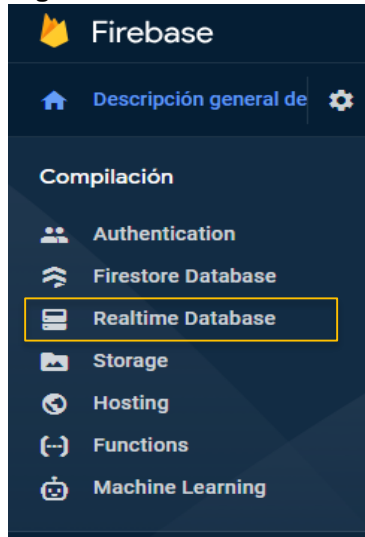 Firebase
Descripción general de
Compilación
Authentication
Firestore Database
Realtime Database
Storage
Hosting
Functions
Machine Learning